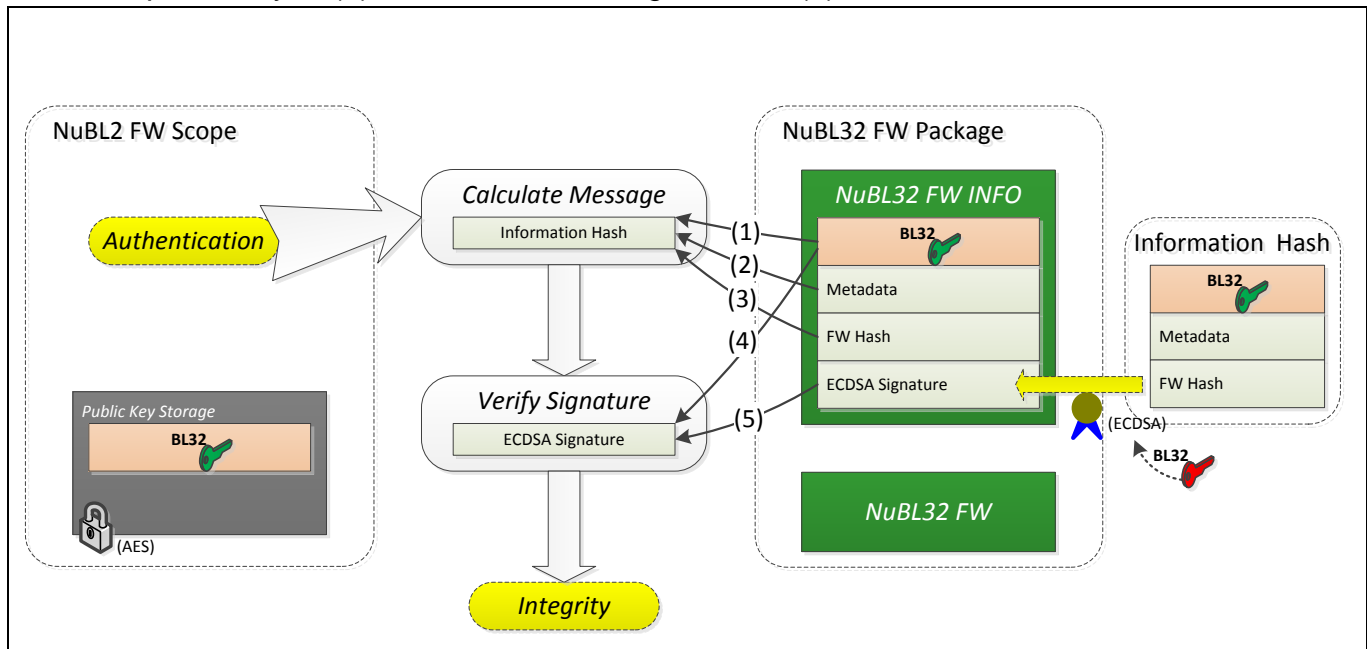 NuBL2 FW Scope
Authentication
Public Key Storage
BL32
(AES)
Calculate Message
Information Hash
Verify Signature
ECDSA Signature
Integrity
(1)
(2)
(3)
(4)
(5)
NuBL32 FW Package
NuBL32 FW INFO
BL32
Metadata
FW Hash
ECDSA Signature
NuBL32 FW
Information Hash
BL32
Metadata
FW Hash
(ECDSA)
BL32